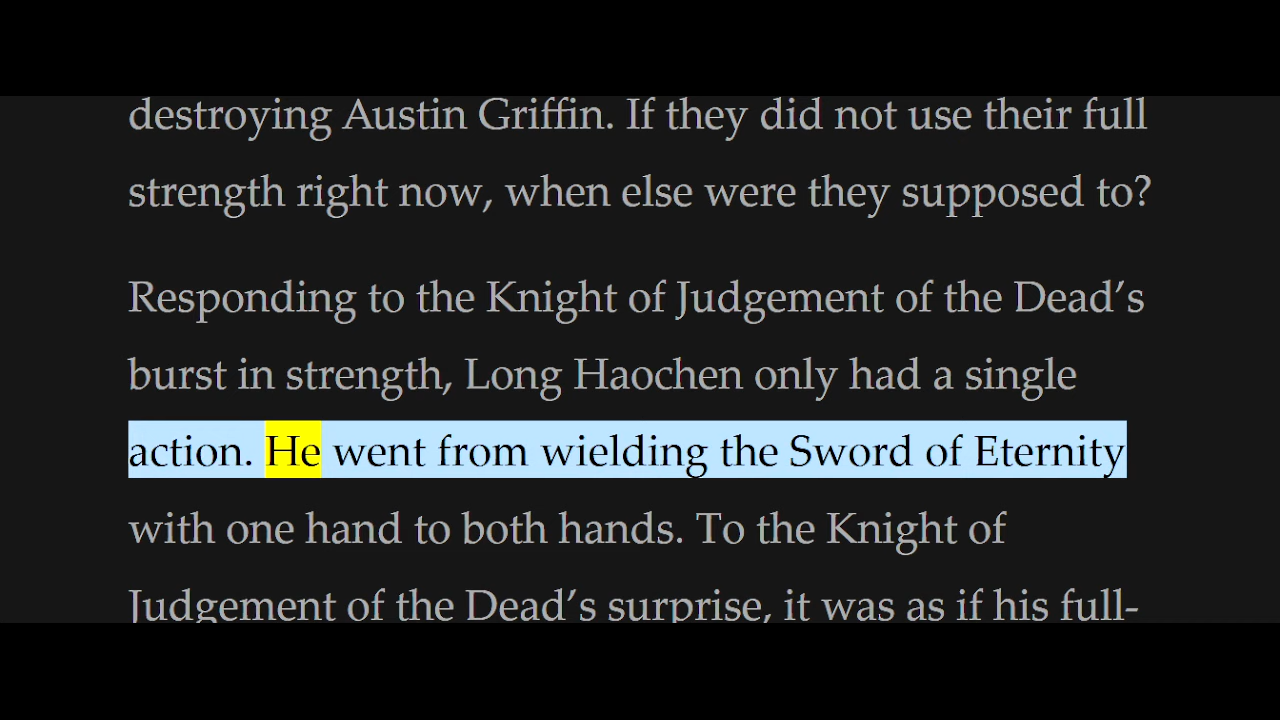 destroying Austin Griffin. If they did not use their full
strength right now, when else were they supposed to?
Responding to the Knight of Judgement of the Dead’s
burst in strength, Long Haochen only had a single
action. He went from wielding the Sword of Eternity
with one hand to both hands. To the Knight of
Judgement of the Dead’s surprise, it was as if his full-